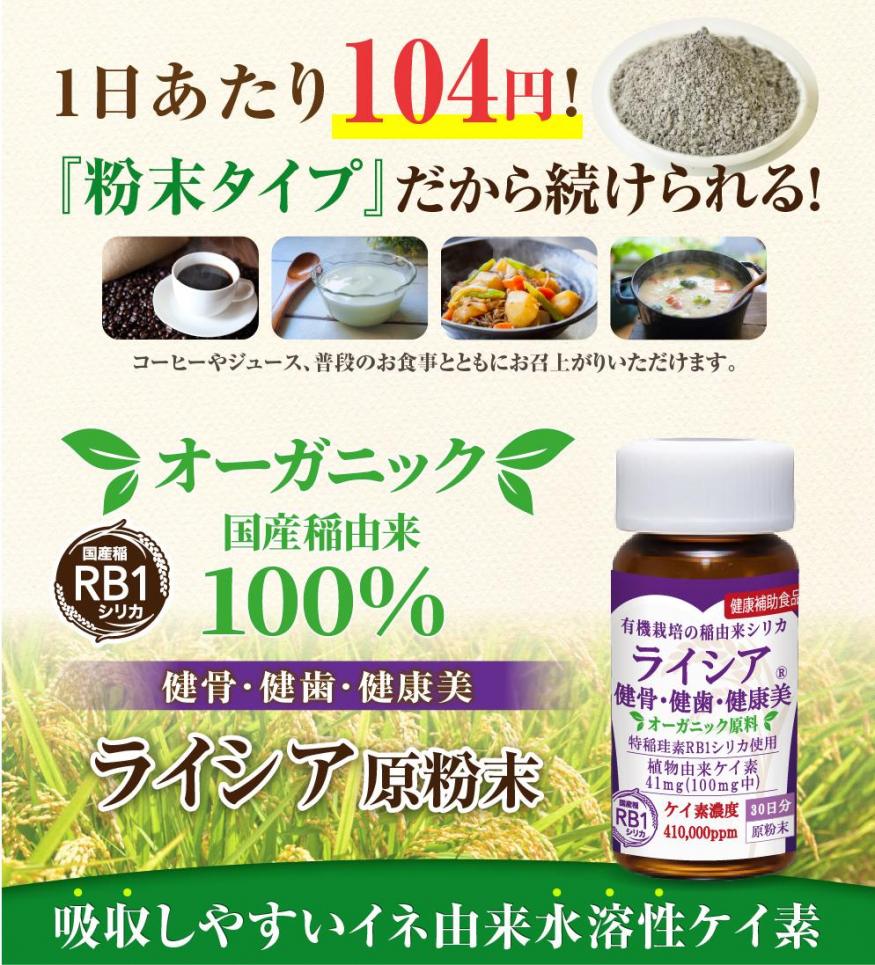 1日あたり104円!
『粉末タイプ』だから続けられる!
コーヒーやジュース、普段のお食事とともにお召上がりいただけます。
オーガニック
国産稲由来
100%
国産稲
RB1
シリカ
健骨・健歯・健康美
ライシア原粉末
健康補助食品
有機栽培の稲由来シリカ
ライシア®
健骨・健歯・健康美
オーガニック原料
特稲珪素RB1シリカ使用
植物由来ケイ素
41mg(100mg中)
国産稲
RB1
シリカ
ケイ素濃度
410,000ppm
30日分
原粉末
吸収しやすいイネ由来水溶性ケイ素